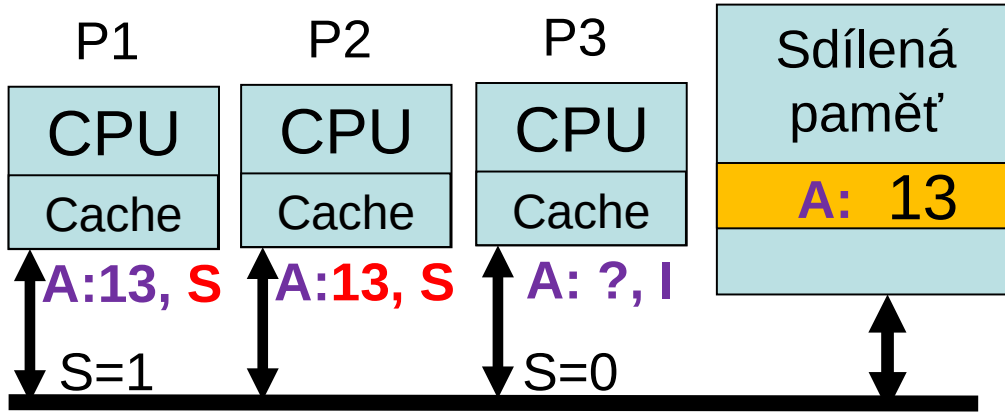 P1
P2
P3
Sdílená
paměť
CPU
CPU
CPU
Cache
Cache
Cache
A: 13
A:13, S
A:13, S
A: ?, I
S=1
S=0